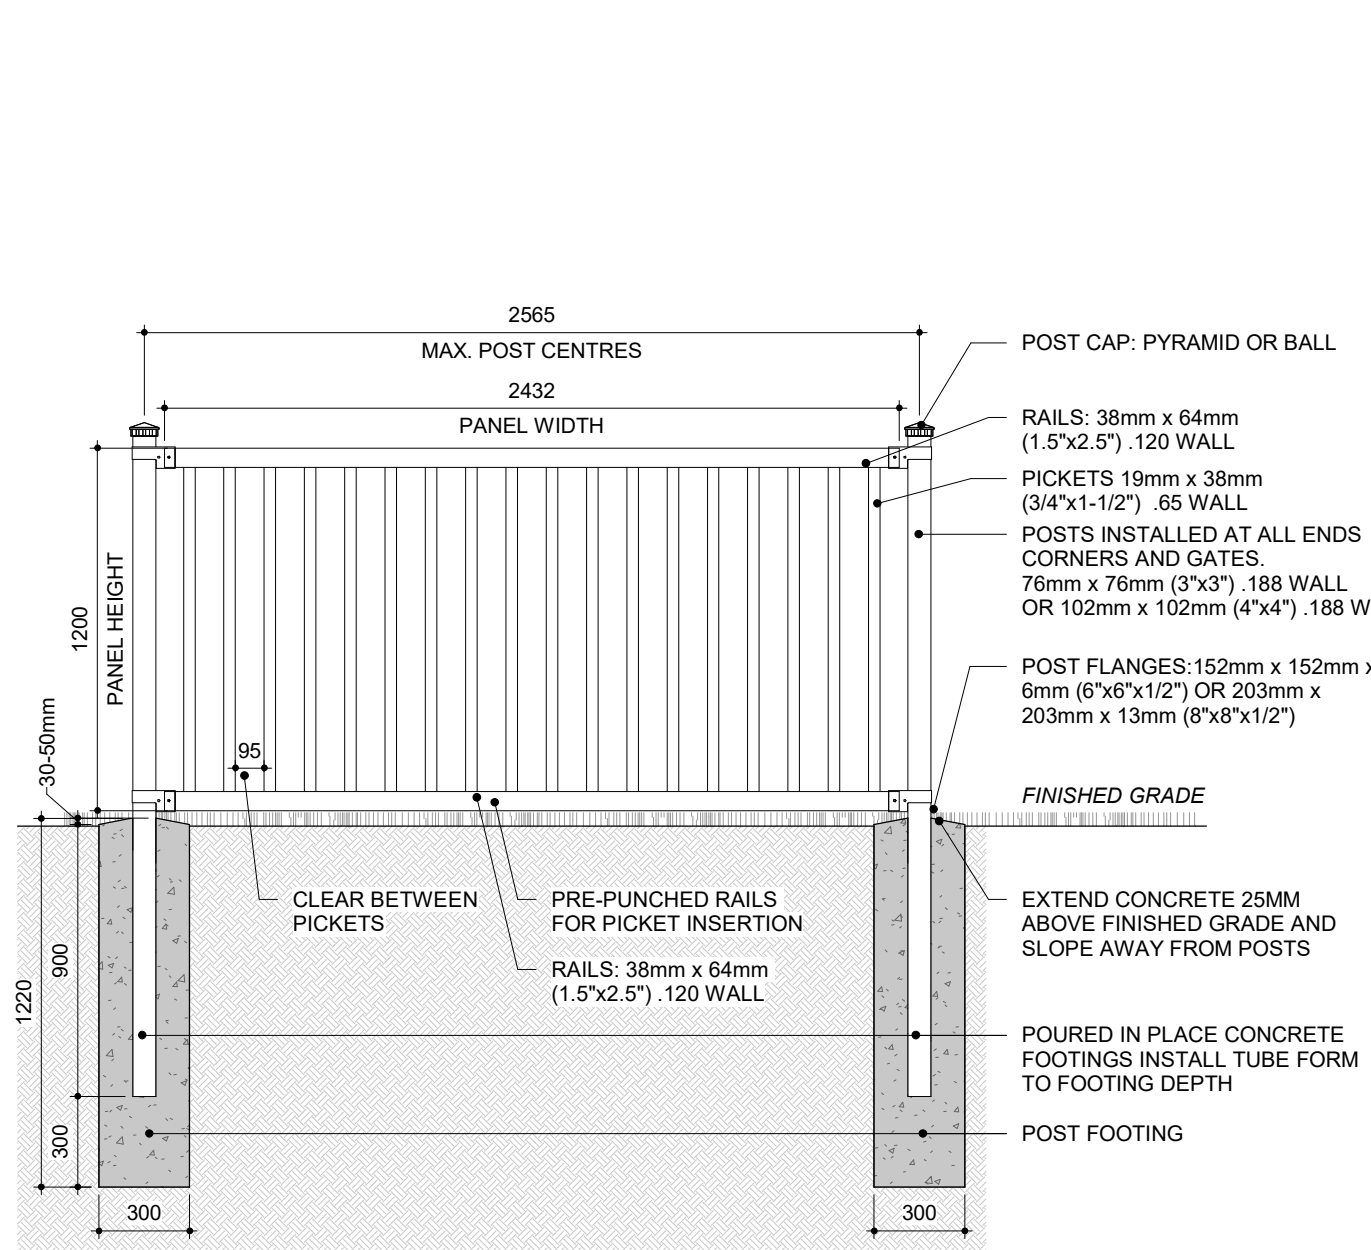 2565
MAX. POST CENTRES
2432
PANEL WIDTH
POST CAP: PYRAMID OR BALL
RAILS: 38mm x 64mm
(1.5"x2.5") .120 WALL
PICKETS 19mm x 38mm
(3/4"x1-1/2") .65 WALL
POSTS INSTALLED AT ALL ENDS
CORNERS AND GATES.
76mm x 76mm (3"x3") .188 WALL
OR 102mm x 102mm (4"x4") .188 W
POST FLANGES:152mm x 152mm x
6mm (6"x6"x1/2") OR 203mm x
203mm x 13mm (8"x8"x1/2")
1200
PANEL HEIGHT
30-50mm
95
FINISHED GRADE
CLEAR BETWEEN
PICKETS
PRE-PUNCHED RAILS
FOR PICKET INSERTION
RAILS: 38mm x 64mm
(1.5"x2.5") .120 WALL
EXTEND CONCRETE 25MM
ABOVE FINISHED GRADE AND
SLOPE AWAY FROM POSTS
900
1220
300
POURED IN PLACE CONCRETE
FOOTINGS INSTALL TUBE FORM
TO FOOTING DEPTH
POST FOOTING
300
300